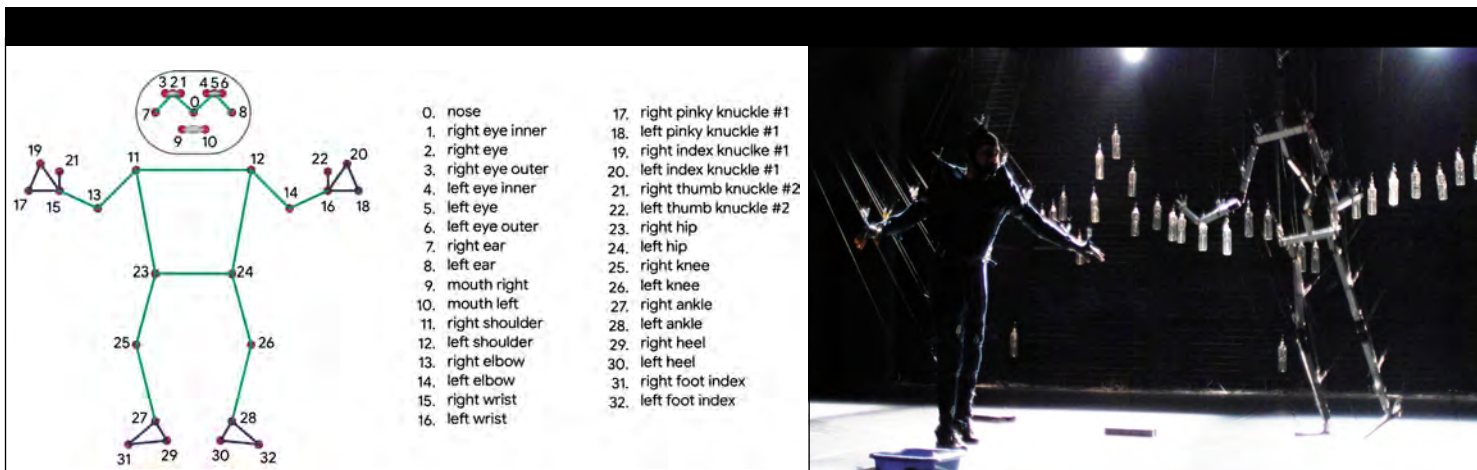 3 21 4 56
0
7 8
9 10
11 12
19 21 22 20
13 14
17 15 16 18
23 24
25 26
27 28
31 29 30 32
0. nose
1. right eye inner
2. right eye
3. right eye outer
4. left eye inner
5. left eye
6. left eye outer
7. right ear
8. left ear
9. mouth right
10. mouth left
11. right shoulder
12. left shoulder
13. right elbow
14. left elbow
15. right wrist
16. left wrist
17. right pinky knuckle #1
18. left pinky knuckle #1
19. right index knuclke #1
20. left index knuckle #1
21. right thumb knuckle #2
22. left thumb knuckle #2
23. right hip
24. left hip
25. right knee
26. left knee
27. right ankle
28. left ankle
29. right heel
30. left heel
31. right foot index
32. left foot index